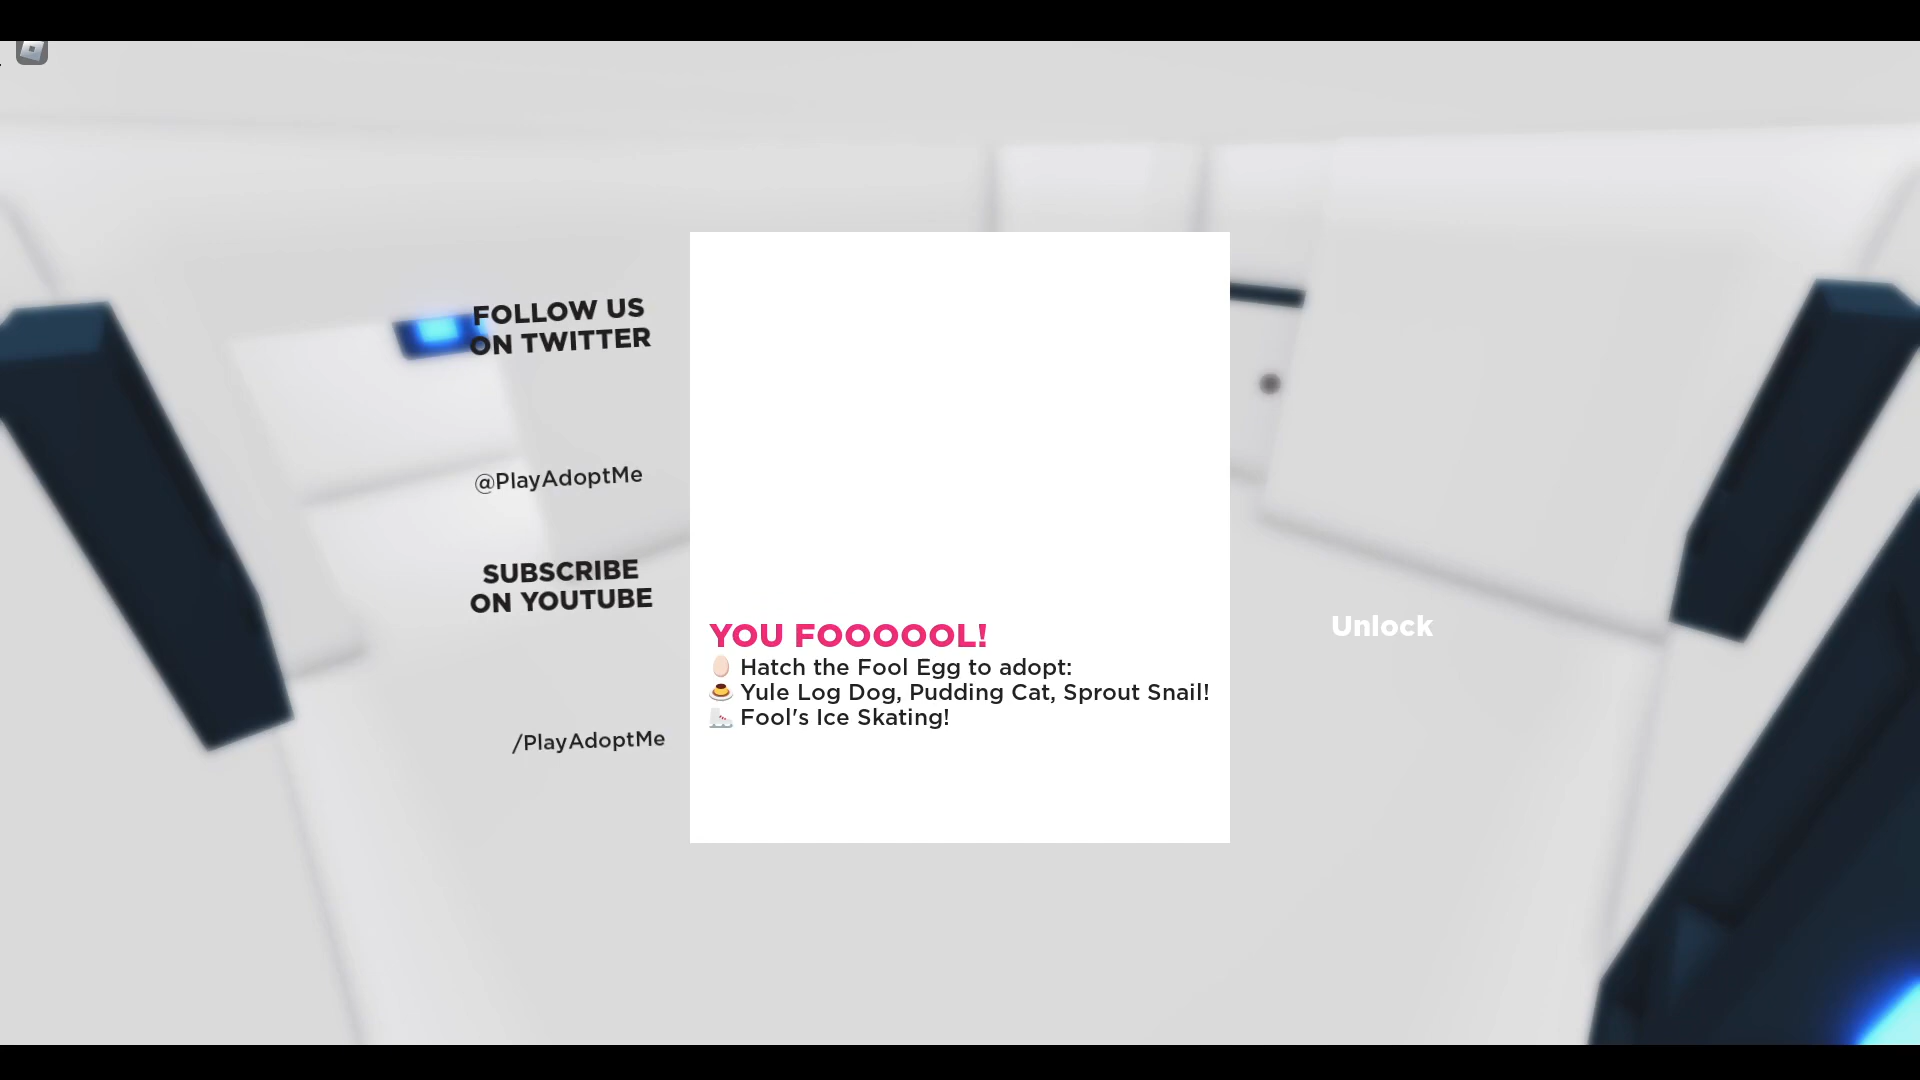 FOLLOW US
ON TWITTER
@PlayAdoptMe
SUBSCRIBE
ON YOUTUBE
/PlayAdoptMe
YOU FOOOOOL!
🥚 Hatch the Fool Egg to adopt:
🍮 Yule Log Dog, Pudding Cat, Sprout Snail!
⛸️ Fool's Ice Skating!
Unlock